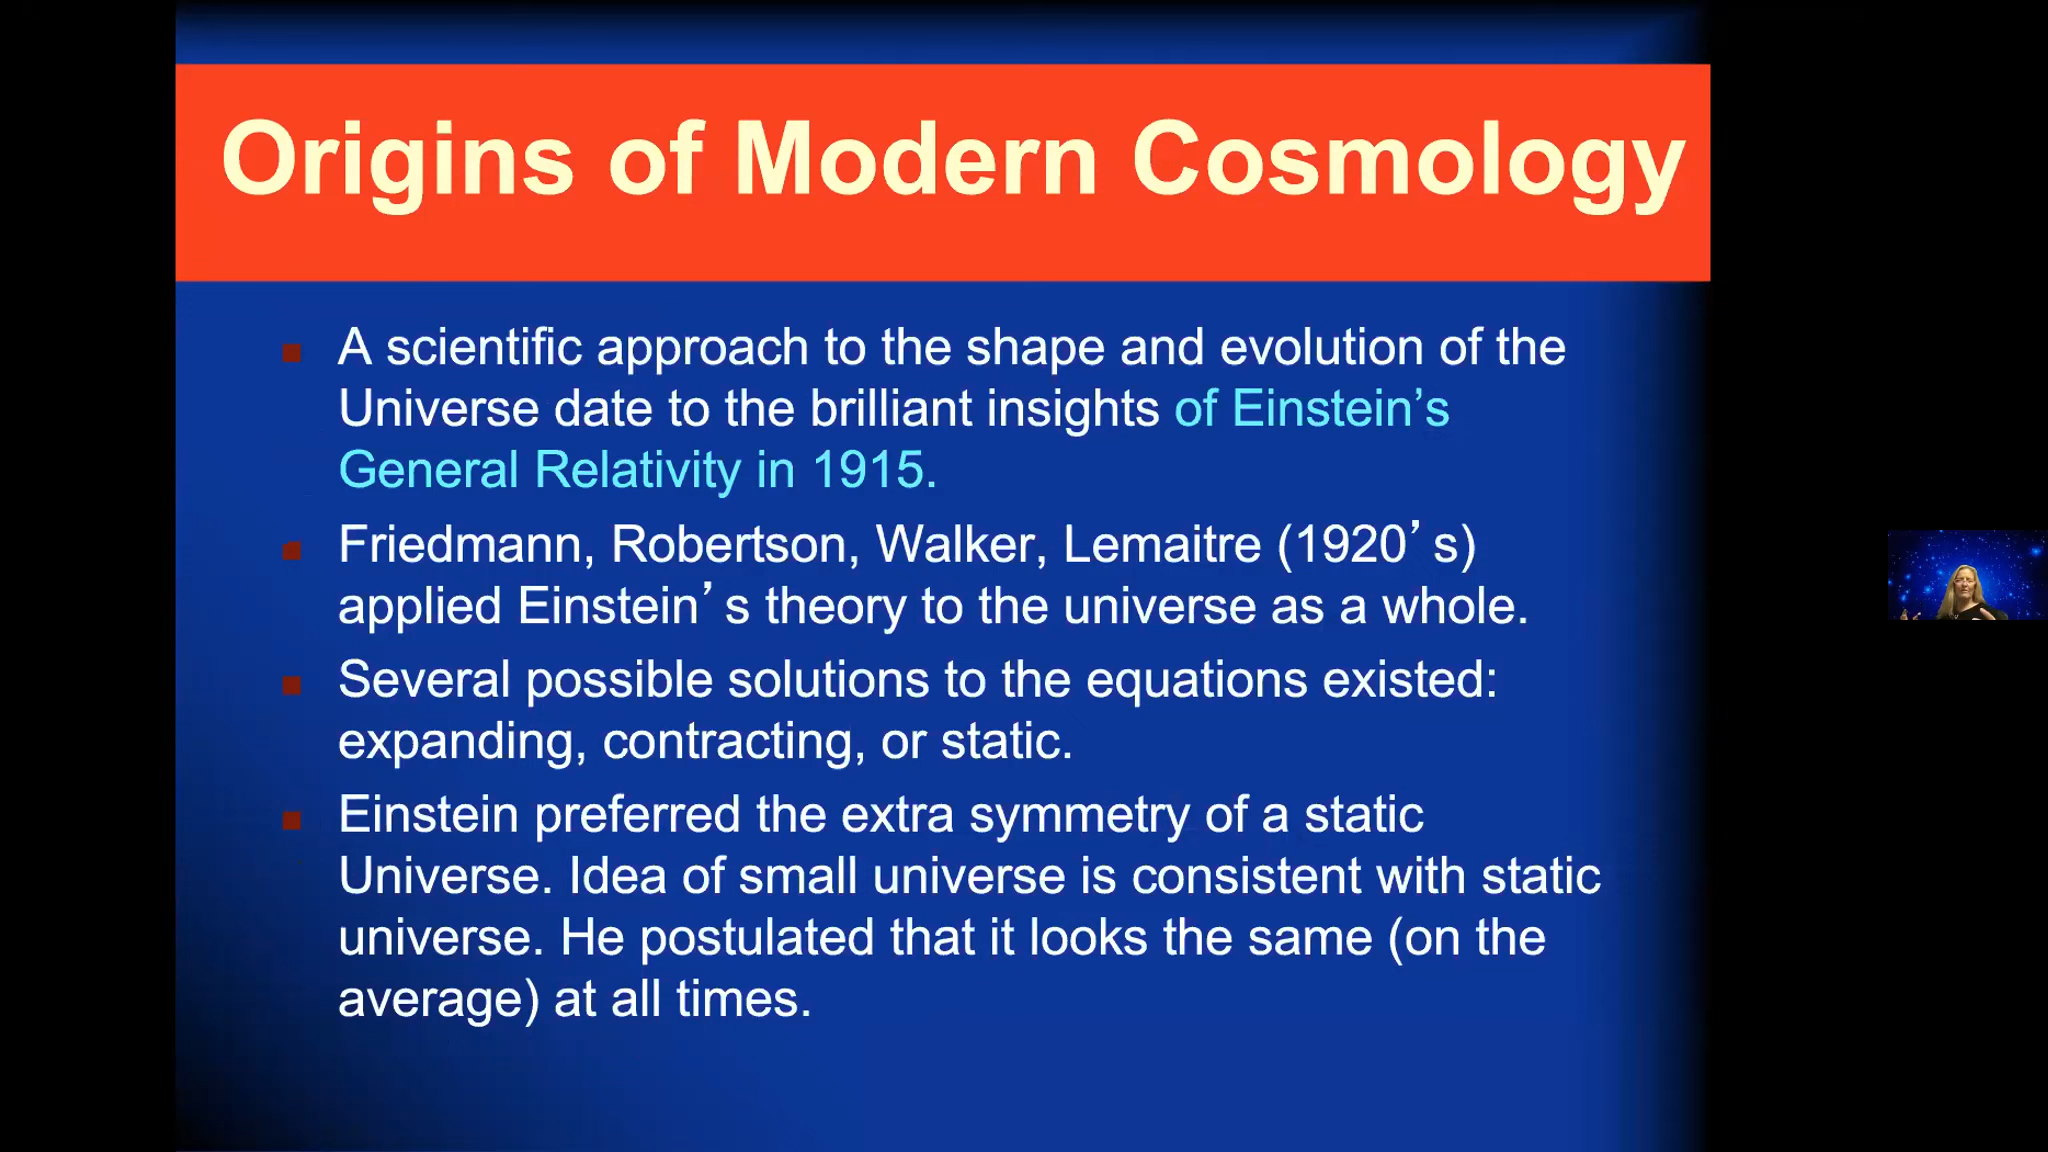 Origins of Modern Cosmology
A scientific approach to the shape and evolution of the
Universe date to the brilliant insights of Einstein’s
General Relativity in 1915.
Friedmann, Robertson, Walker, Lemaitre (1920’s)
applied Einstein’s theory to the universe as a whole.
Several possible solutions to the equations existed:
expanding, contracting, or static.
Einstein preferred the extra symmetry of a static
Universe. Idea of small universe is consistent with static
universe. He postulated that it looks the same (on the
average) at all times.